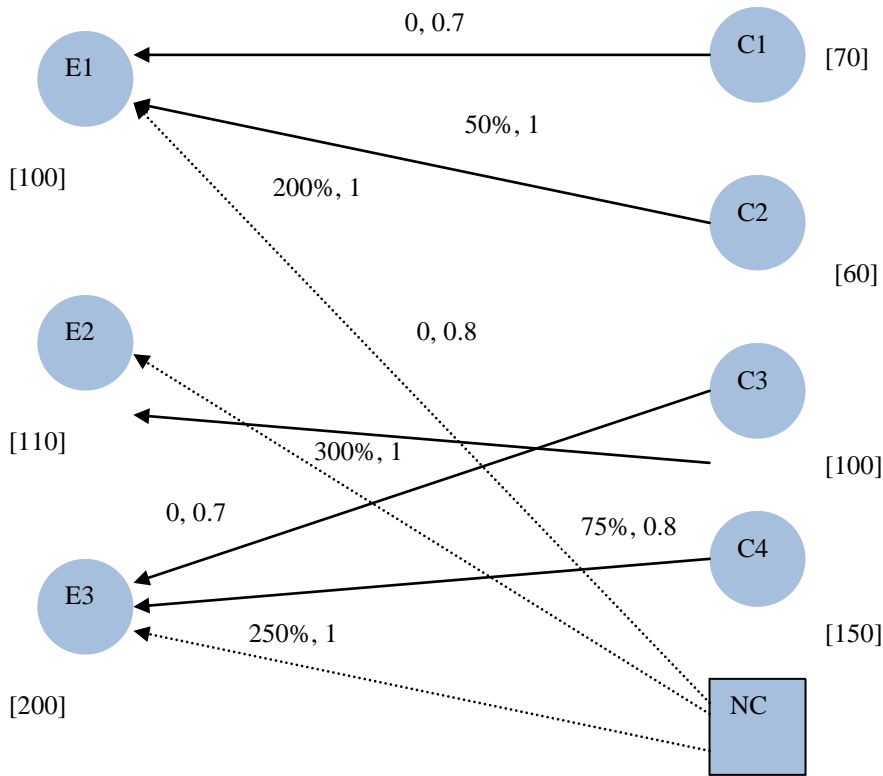 0, 0.7
C1
E1
[70]
50%, 1
[100]
200%, 1
C2
[60]
E2
0, 0.8
C3
[110]
300%, 1
[100]
0, 0.7
75%, 0.8
C4
E3
250%, 1
[150]
[200]
NC